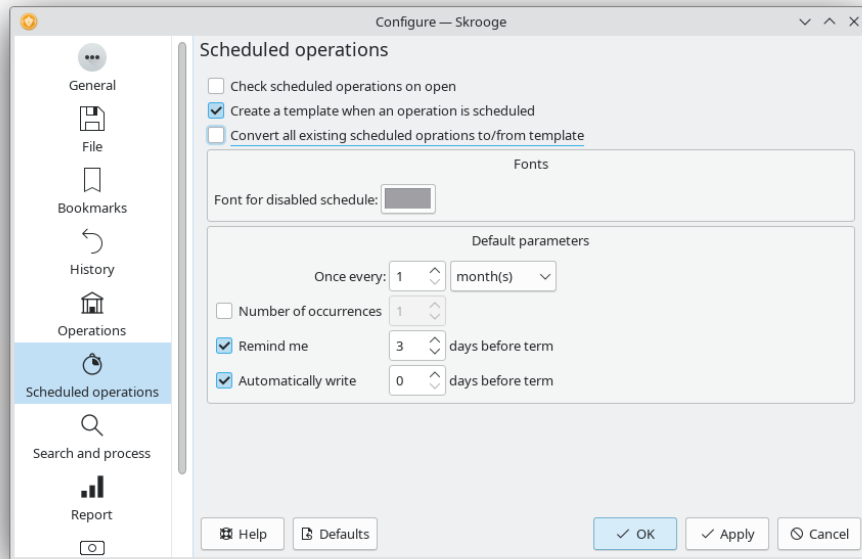 Configure — Skrooge
General
File
Bookmarks
History
Operations
Scheduled operations
Search and process
Report
Scheduled operations
Check scheduled operations on open
Create a template when an operation is scheduled
Convert all existing scheduled oprations to/from template
Fonts
Font for disabled schedule:
Default parameters
Once every: 1 month(s)
Number of occurrences 1
Remind me 3 days before term
Automatically write 0 days before term
Help Defaults OK Apply Cancel